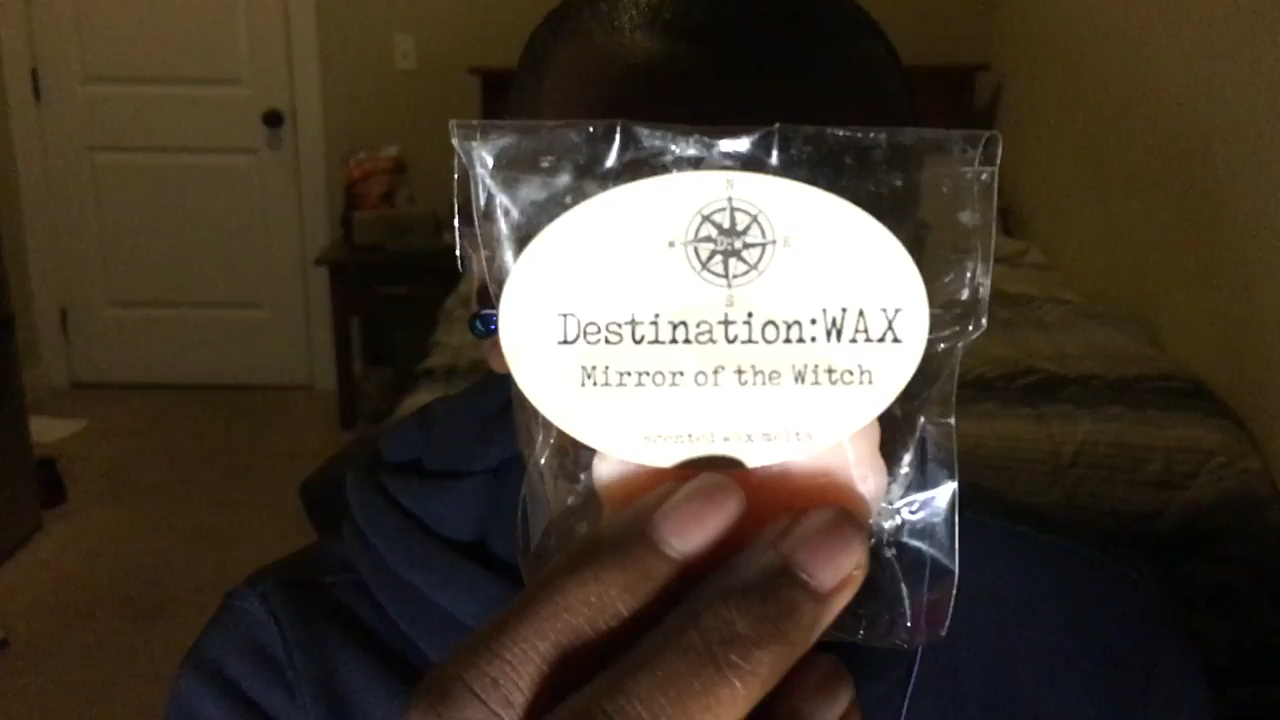 N
W D:W E
S
Destination:WAX
Mirror of the Witch
scented wax melts